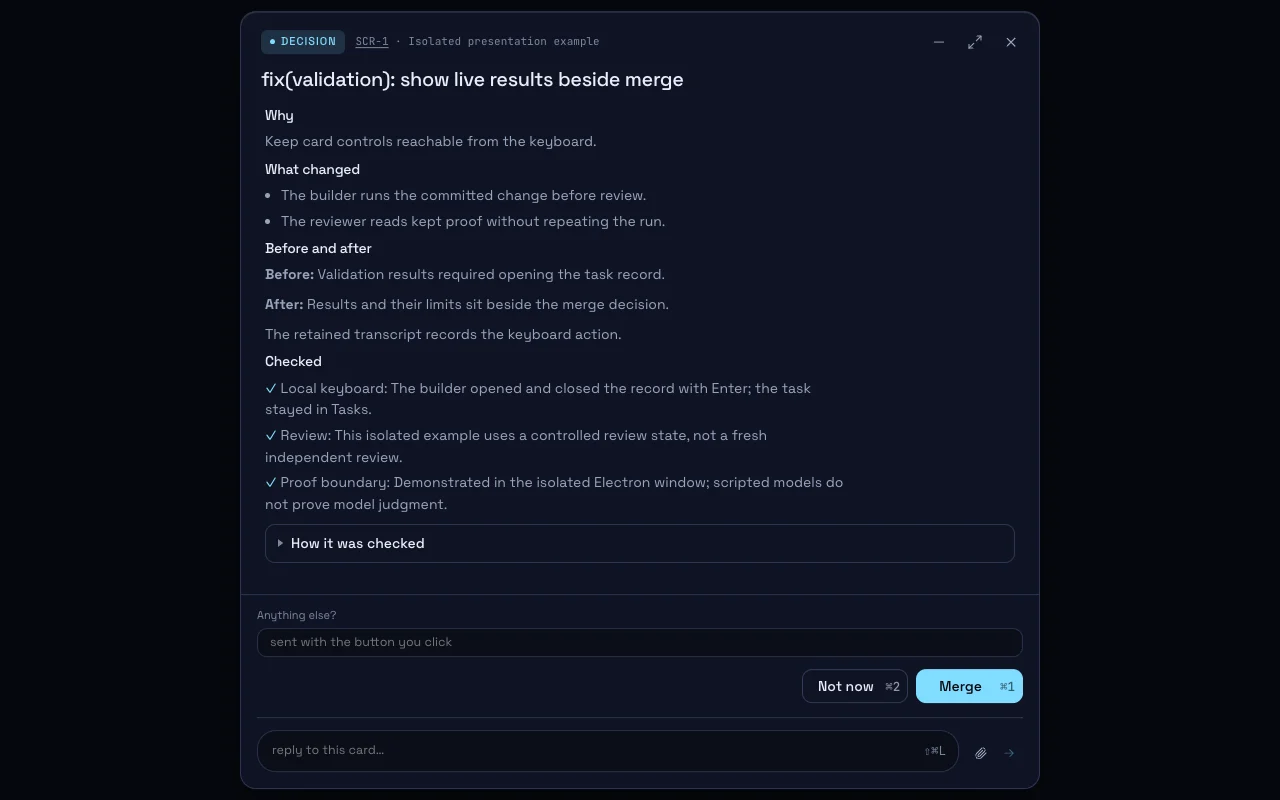 DECISION SCR-1 · Isolated presentation example
fix(validation): show live results beside merge
Why
Keep card controls reachable from the keyboard.
What changed
• The builder runs the committed change before review.
• The reviewer reads kept proof without repeating the run.
Before and after
Before: Validation results required opening the task record.
After: Results and their limits sit beside the merge decision.
The retained transcript records the keyboard action.
Checked
✓ Local keyboard: The builder opened and closed the record with Enter; the task
stayed in Tasks.
✓ Review: This isolated example uses a controlled review state, not a fresh
independent review.
✓ Proof boundary: Demonstrated in the isolated Electron window; scripted models do
not prove model judgment.
How it was checked
Anything else?
sent with the button you click
Not now ⌘2 Merge ⌘1
reply to this card… ⇧⌘L